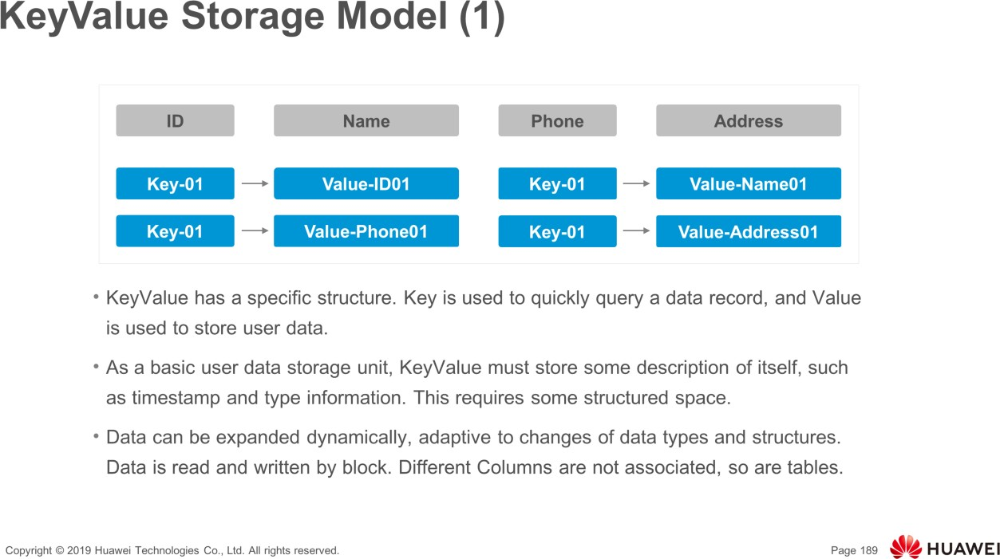 KeyValue Storage Model (1)
ID Name Phone Address
Key-01 Value-ID01 Key-01 Value-Name01
Key-01 Value-Phone01 Key-01 Value-Address01
• KeyValue has a specific structure. Key is used to quickly query a data record, and Value
is used to store user data.
• As a basic user data storage unit, KeyValue must store some description of itself, such
as timestamp and type information. This requires some structured space.
• Data can be expanded dynamically, adaptive to changes of data types and structures.
Data is read and written by block. Different Columns are not associated, so are tables.
Copyright © 2019 Huawei Technologies Co., Ltd. All rights reserved. Page 189 HUAWEI